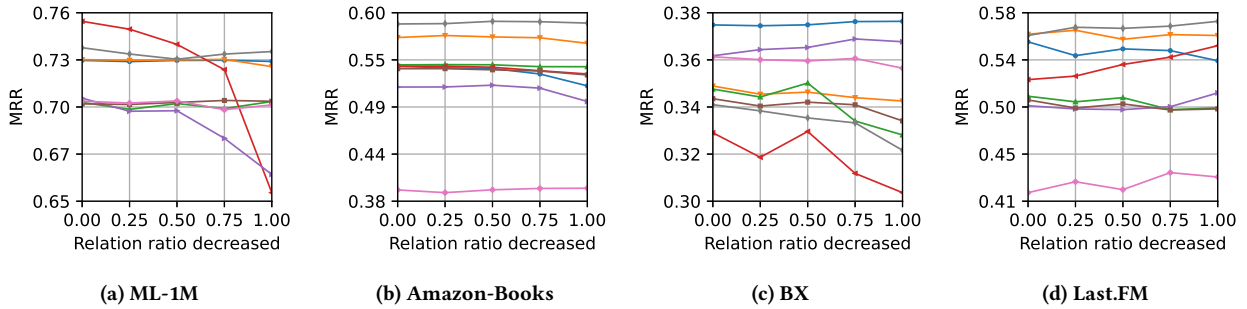 0.76
0.73
0.70
0.67
0.65
MRR
0.00 0.25 0.50 0.75 1.00
Relation ratio decreased
(a) ML-1M
0.60
0.55
0.49
0.44
0.38
MRR
0.00 0.25 0.50 0.75 1.00
Relation ratio decreased
(b) Amazon-Books
0.38
0.36
0.34
0.32
0.30
MRR
0.00 0.25 0.50 0.75 1.00
Relation ratio decreased
(c) BX
0.58
0.54
0.50
0.45
0.41
MRR
0.00 0.25 0.50 0.75 1.00
Relation ratio decreased
(d) Last.FM